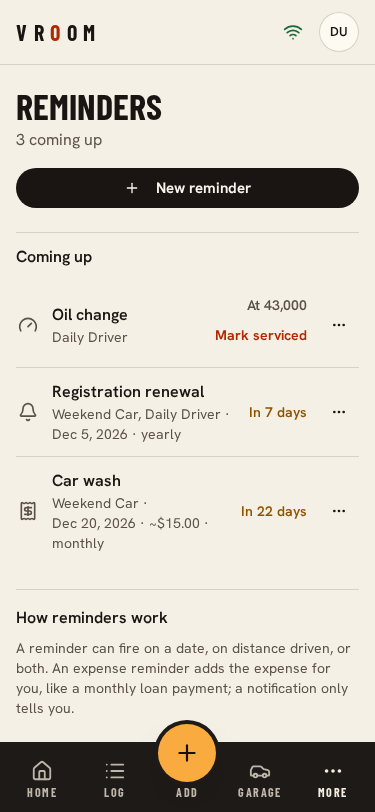 VROOM
DU
REMINDERS
3 coming up
New reminder
Coming up
Oil change
Daily Driver
At 43,000
Mark serviced
Registration renewal
Weekend Car, Daily Driver ·
Dec 5, 2026 · yearly
In 7 days
Car wash
Weekend Car ·
Dec 20, 2026 · ~$15.00 ·
monthly
In 22 days
How reminders work
A reminder can fire on a date, on distance driven, or
both. An expense reminder adds the expense for
you, like a monthly loan payment; a notification only
tells you.
HOME
LOG
ADD
GARAGE
MORE